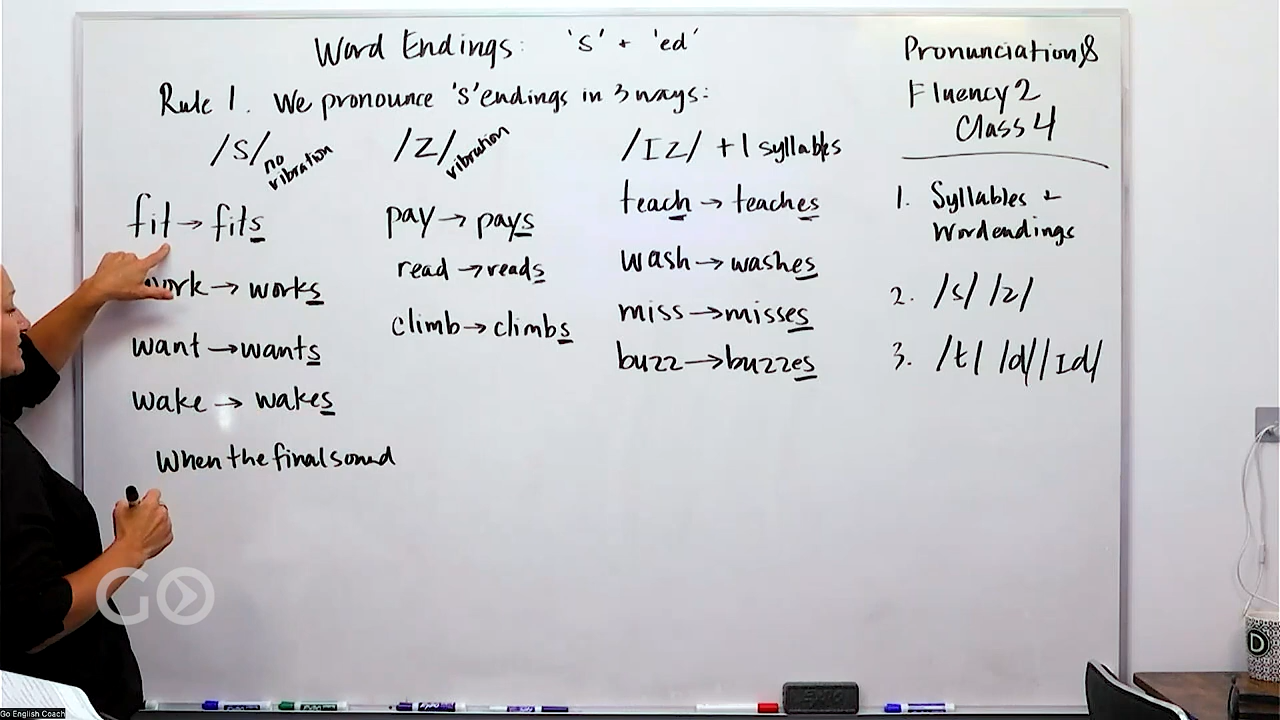 Word Endings: 's' + 'ed'
Rule 1. We pronounce 's' endings in 3 ways:
/S/ no vibration
fit → fits
work → works
want → wants
wake → wakes
When the final sound
/Z/ vibration
pay → pays
read → reads
climb → climbs
/Iz/ +1 syllables
teach → teaches
wash → washes
miss → misses
buzz → buzzes
Pronunciation &
Fluency 2
Class 4
1. Syllables +
Word endings
2. /s/ /z/
3. /t/ /d/ /Id/
GO
D
Go English Coach